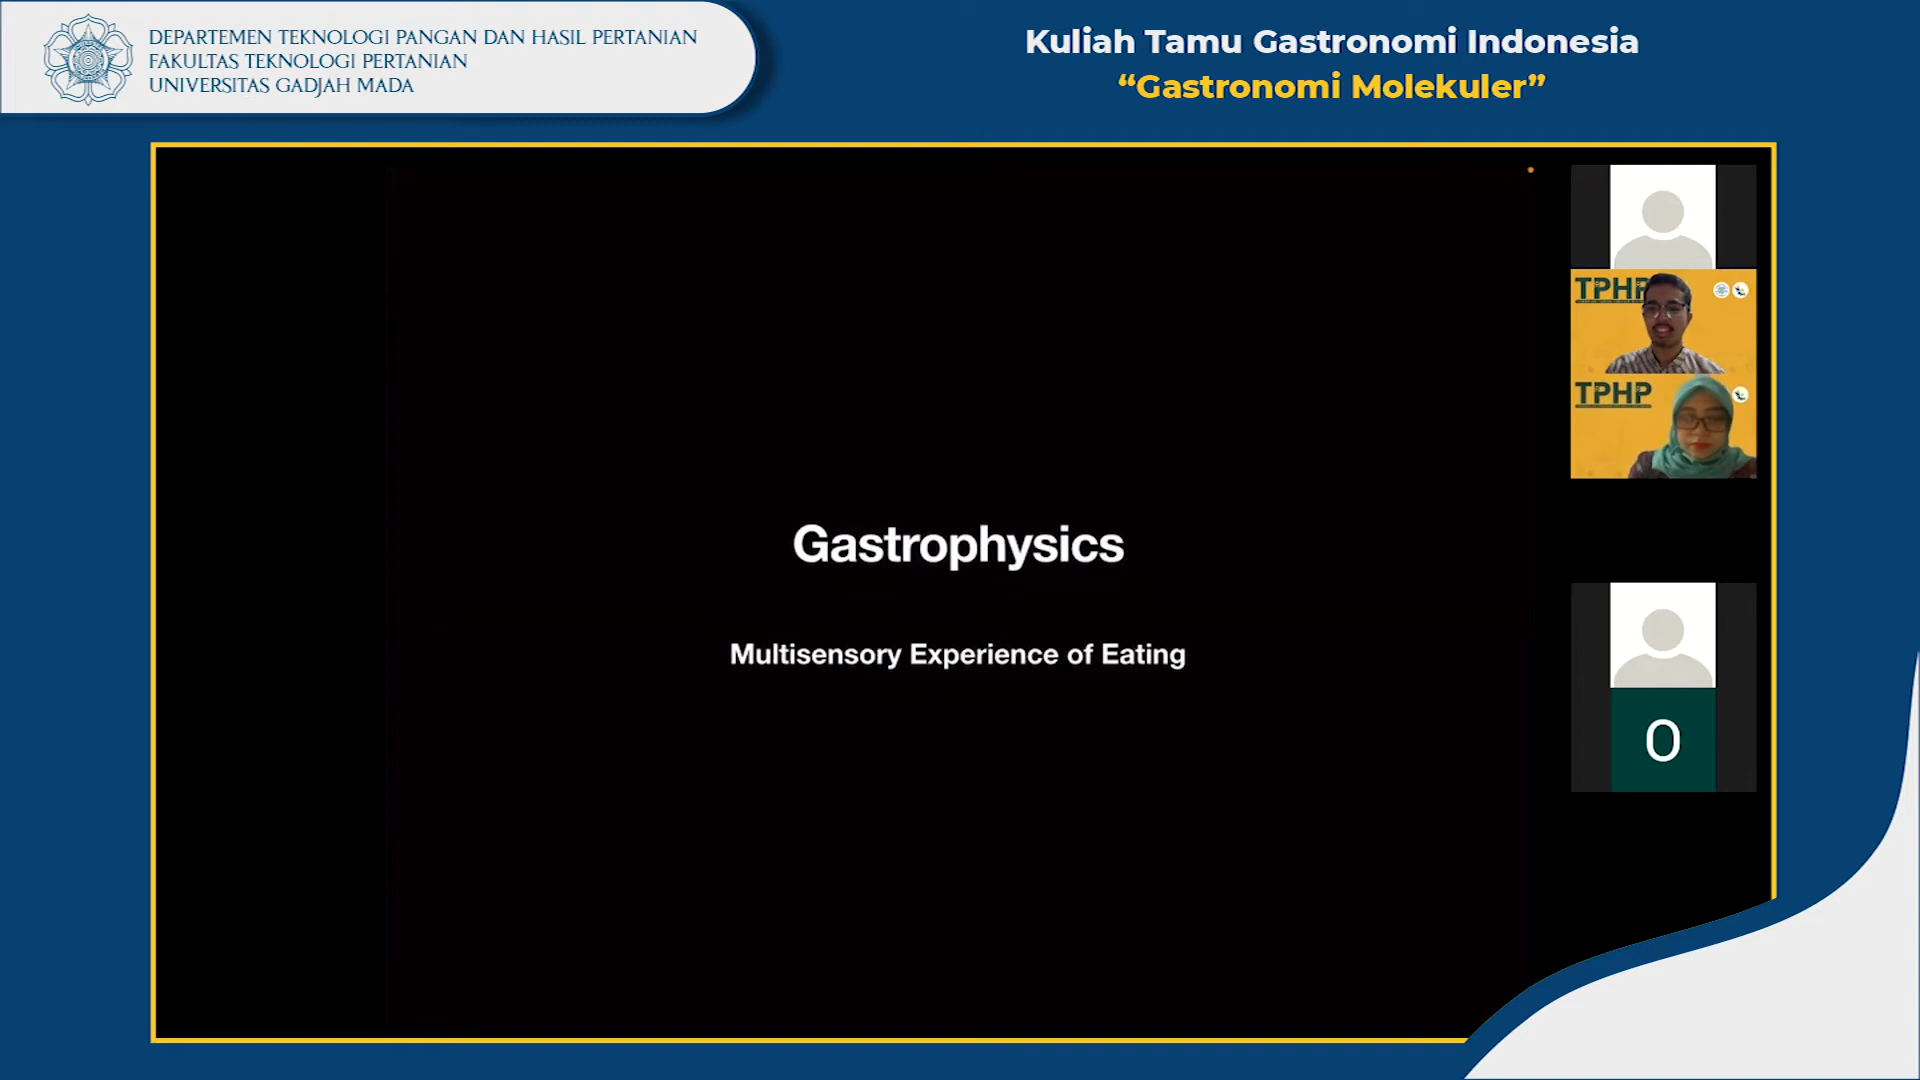 DEPARTEMEN TEKNOLOGI PANGAN DAN HASIL PERTANIAN
FAKULTAS TEKNOLOGI PERTANIAN
UNIVERSITAS GADJAH MADA
Kuliah Tamu Gastronomi Indonesia
“Gastronomi Molekuler”
TPHP
TPHP
Gastrophysics
Multisensory Experience of Eating
O